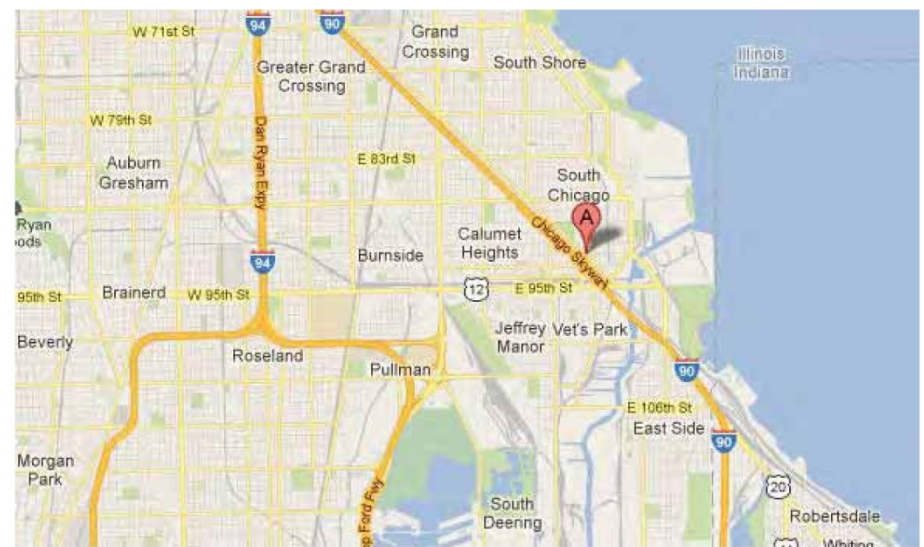 W 71st St
94
90
Grand
Crossing
South Shore
Illinois
Indiana
Greater Grand
Crossing
W 79th St
Dan Ryan Expy
E 83rd St
Auburn
Gresham
South
Chicago
A
Ryan
Chicago Skyway
Calumet
Heights
Burnside
94
95th St
Brainerd
W 95th St
12
E 95th St
Beverly
Jeffrey
Manor
Vet's Park
Roseland
Pullman
90
E 106th St
East Side
90
Morgan
Park
20
South
Deering
Robertsdale
Ford Fwy
Whiting